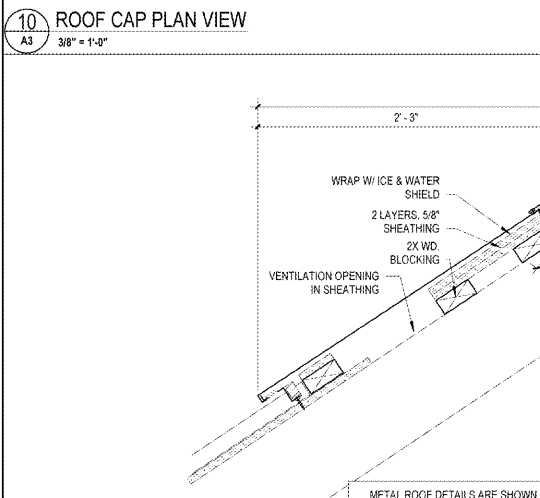 10
A3
ROOF CAP PLAN VIEW
3/8" = 1'-0"
2' - 3"
WRAP W/ ICE & WATER
SHIELD
2 LAYERS, 5/8"
SHEATHING
2X WD.
BLOCKING
VENTILATION OPENING
IN SHEATHING
METAL ROOF DETAILS ARE SHOWN